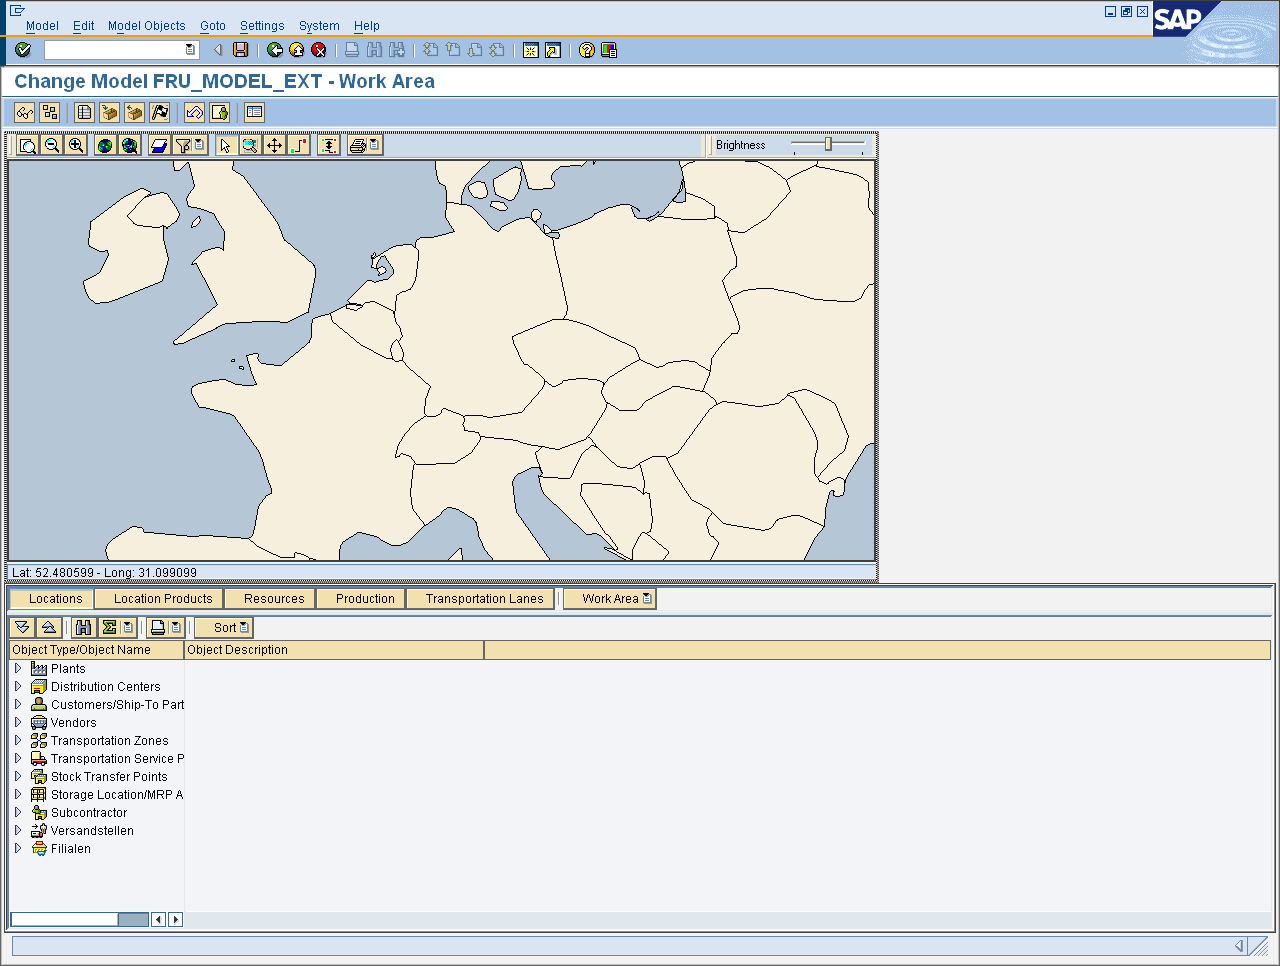 SAP
Model Edit Model Objects Goto Settings System Help
Change Model FRU_MODEL_EXT - Work Area
Brightness
Lat: 52.480599 - Long: 31.099099
Locations Location Products Resources Production Transportation Lanes Work Area
Sort
Object Type/Object Name Object Description
Plants
Distribution Centers
Customers/Ship-To Part
Vendors
Transportation Zones
Transportation Service P
Stock Transfer Points
Storage Location/MRP A
Subcontractor
Versandstellen
Filialen